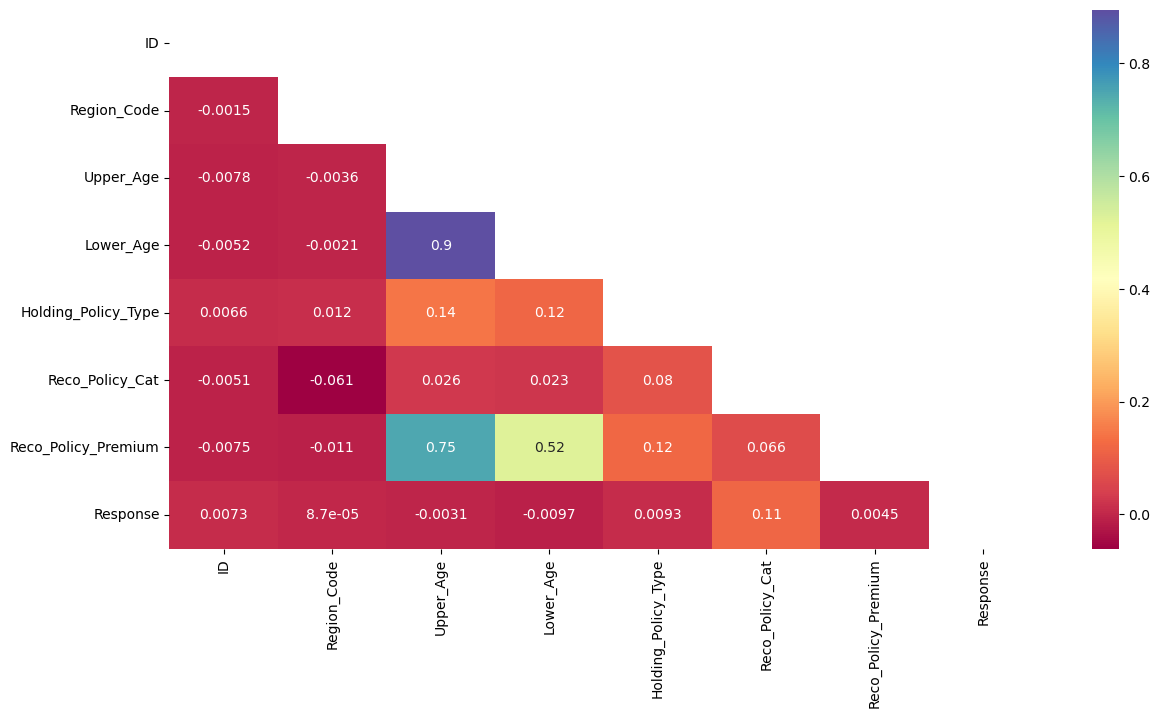 ID
Region_Code -0.0015
Upper_Age -0.0078 -0.0036
Lower_Age -0.0052 -0.0021 0.9
Holding_Policy_Type 0.0066 0.012 0.14 0.12
Reco_Policy_Cat -0.0051 -0.061 0.026 0.023 0.08
Reco_Policy_Premium -0.0075 -0.011 0.75 0.52 0.12 0.066
Response 0.0073 8.7e-05 -0.0031 -0.0097 0.0093 0.11 0.0045
ID Region_Code Upper_Age Lower_Age Holding_Policy_Type Reco_Policy_Cat Reco_Policy_Premium Response
0.8
0.6
0.4
0.2
0.0